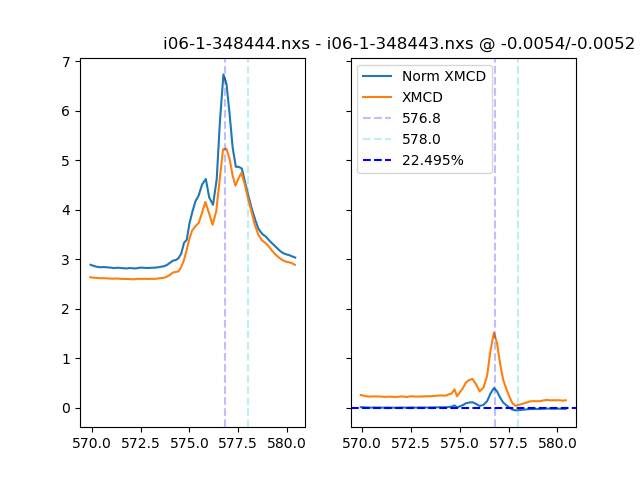 i06-1-348444.nxs - i06-1-348443.nxs @ -0.0054/-0.0052
7
6
5
4
3
2
1
0
570.0 572.5 575.0 577.5 580.0
Norm XMCD
XMCD
576.8
578.0
22.495%
570.0 572.5 575.0 577.5 580.0